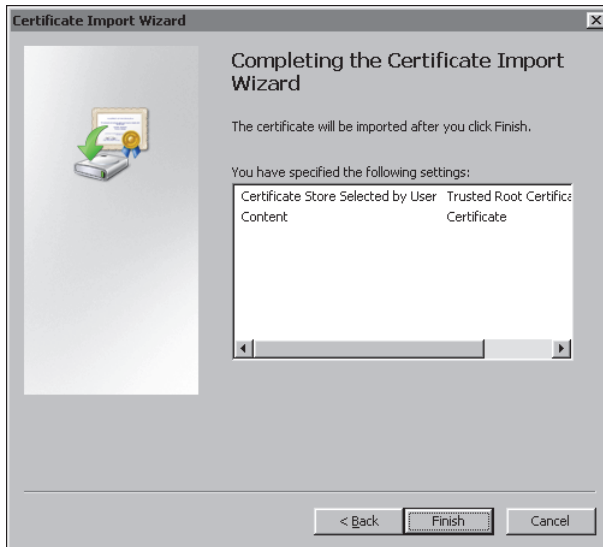 Certificate Import Wizard
Completing the Certificate Import
Wizard
The certificate will be imported after you click Finish.
You have specified the following settings:
Certificate Store Selected by User Trusted Root Certifica
Content Certificate
< Back Finish Cancel